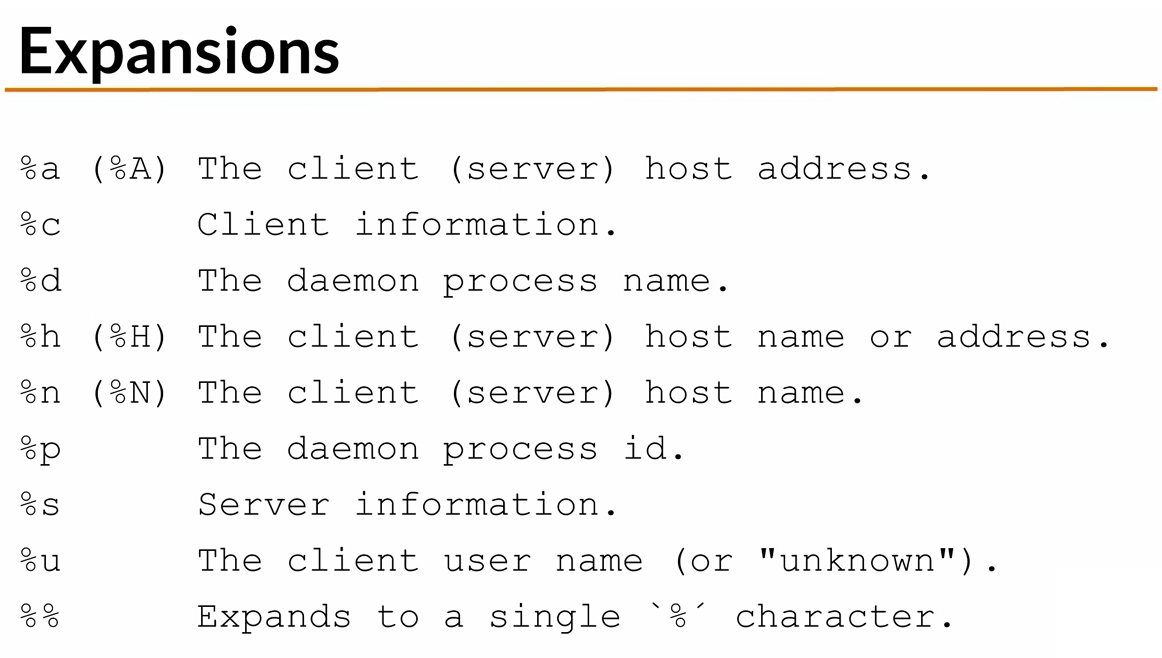 Expansions
%a (%A) The client (server) host address.
%c Client information.
%d The daemon process name.
%h (%H) The client (server) host name or address.
%n (%N) The client (server) host name.
%p The daemon process id.
%s Server information.
%u The client user name (or "unknown").
%% Expands to a single `%´ character.